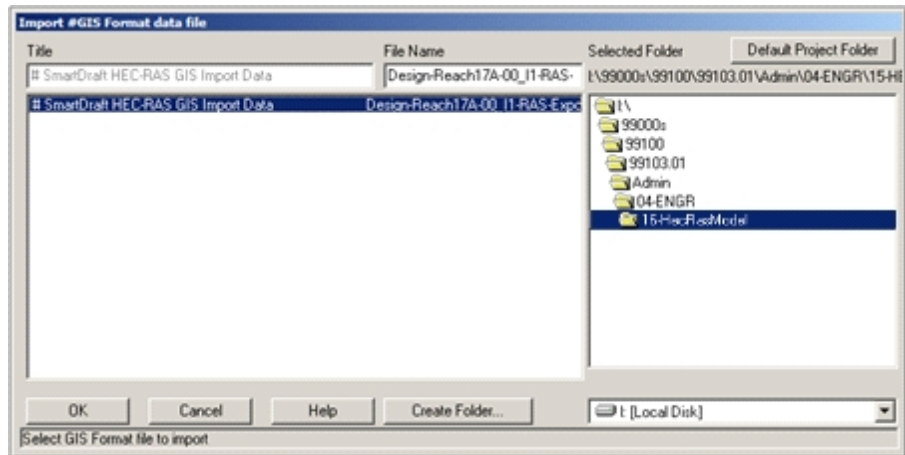 Import #GIS Format data file
Title
File Name
Selected Folder
Default Project Folder
# SmartDraft HEC-RAS GIS Import Data
Design-Reach17A-00_I1-RAS-
I:\99000s\99100\99103.01\Admin\04-ENGR\15-HE
# SmartDraft HEC-RAS GIS Import Data Design-Reach17A-00_I1-RAS-Expo
I:\
99000s
99100
99103.01
Admin
04-ENGR
15-HecRasModel
OK
Cancel
Help
Create Folder...
I: [Local Disk]
Select GIS Format file to import